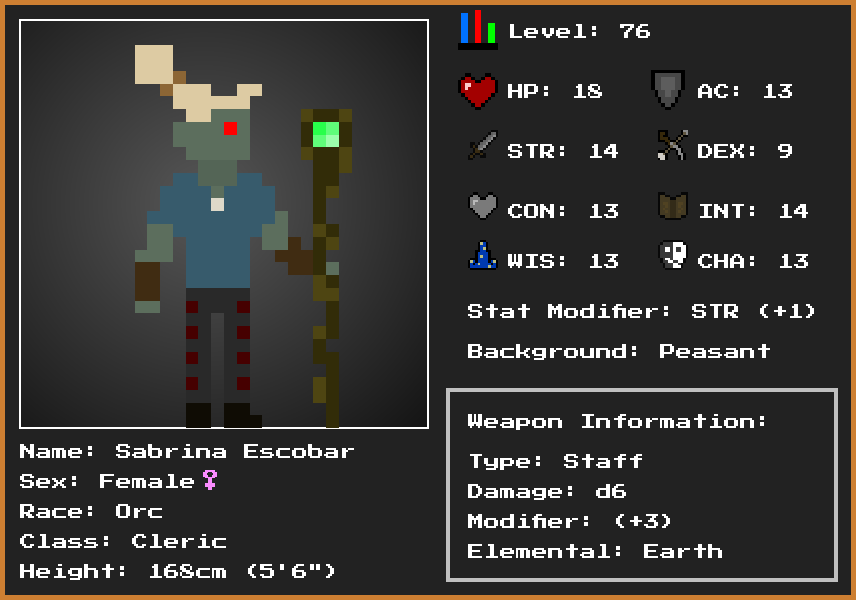 Level: 76
HP: 18
AC: 13
STR: 14
DEX: 9
CON: 13
INT: 14
WIS: 13
CHA: 13
Stat Modifier: STR (+1)
Background: Peasant
Weapon Information:
Type: Staff
Damage: d6
Modifier: (+3)
Elemental: Earth
Name: Sabrina Escobar
Sex: Female♀
Race: Orc
Class: Cleric
Height: 168cm (5'6")